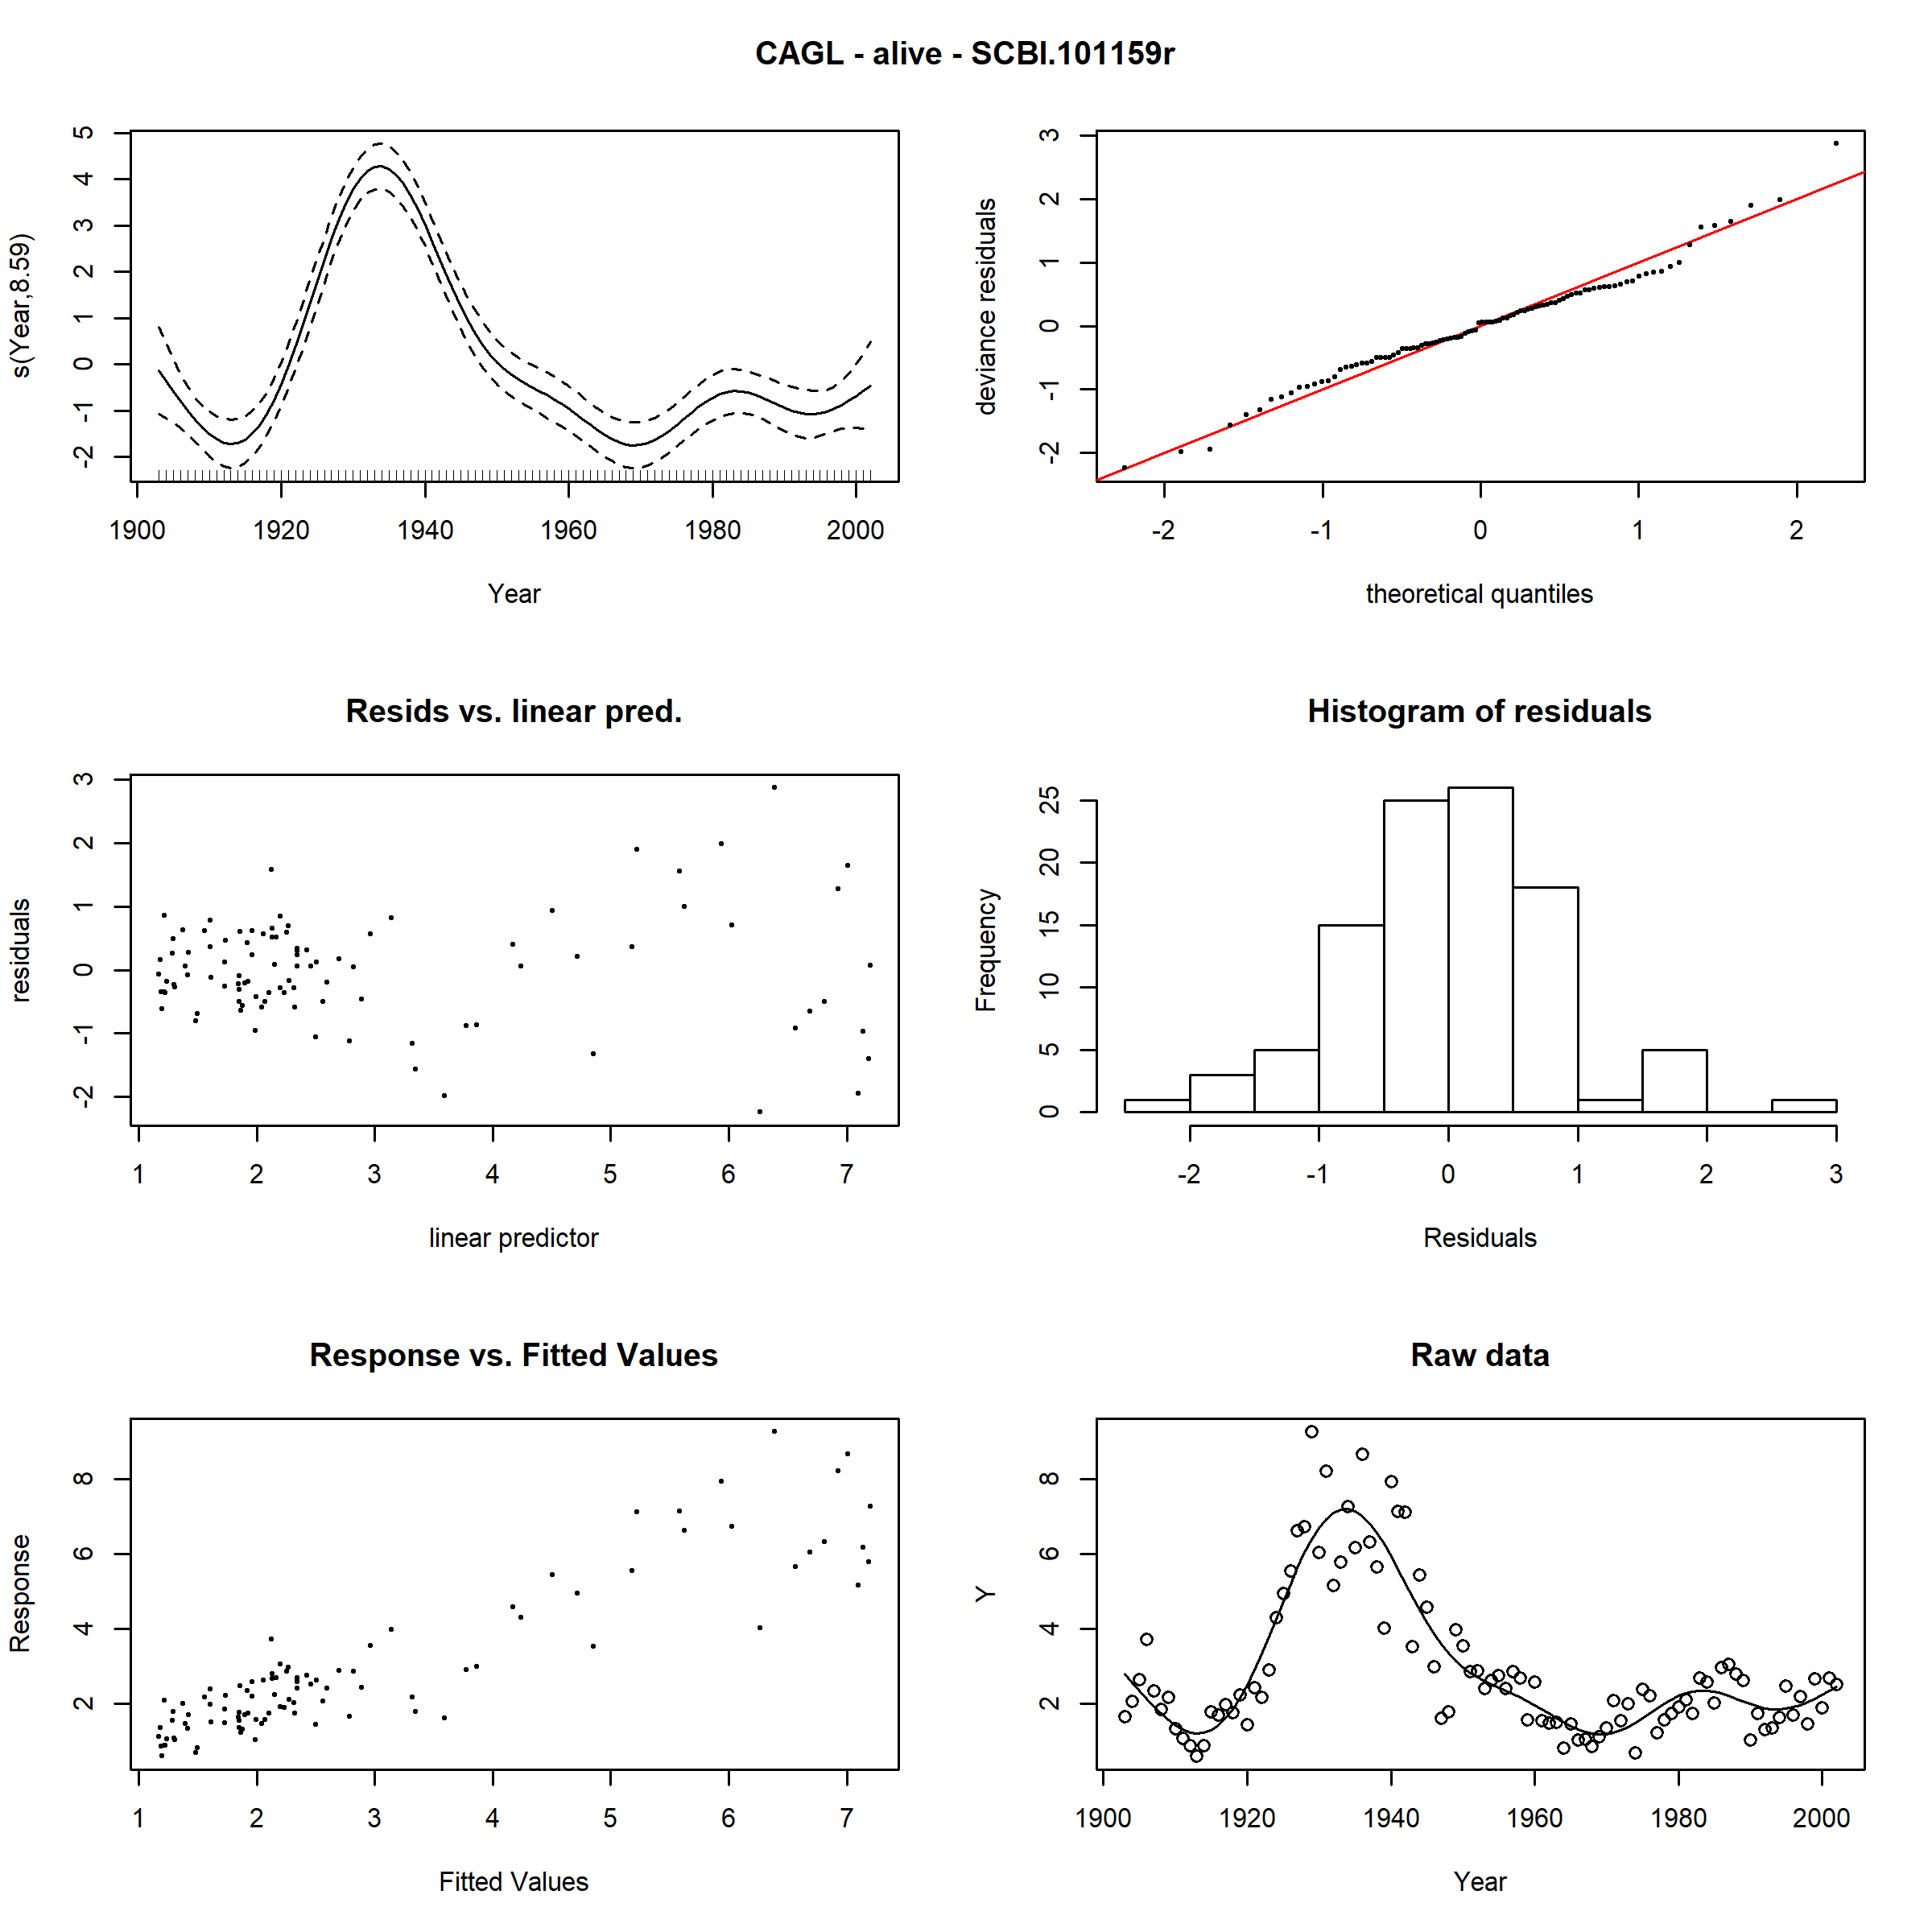 CAGL - alive - SCBI.101159r
s(Year,8.59)
5
4
3
2
1
0
-1
-2
1900 1920 1940 1960 1980 2000
Year
deviance residuals
3
2
1
0
-1
-2
-2 -1 0 1 2
theoretical quantiles
Resids vs. linear pred.
residuals
3
2
1
0
-1
-2
1 2 3 4 5 6 7
linear predictor
Histogram of residuals
Frequency
25
20
15
10
5
0
-2 -1 0 1 2 3
Residuals
Response vs. Fitted Values
Response
8
6
4
2
1 2 3 4 5 6 7
Fitted Values
Raw data
Y
8
6
4
2
1900 1920 1940 1960 1980 2000
Year